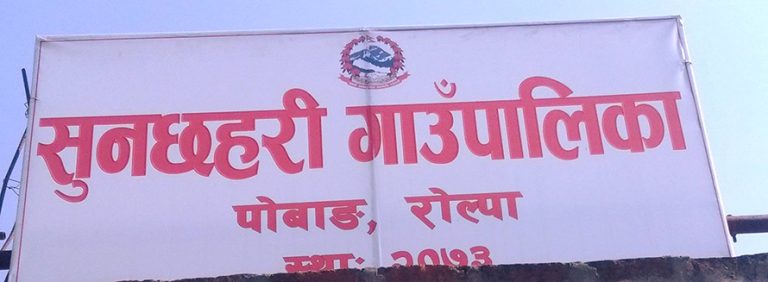 सुनछहरी गाउँपालिका
पोबाङ, रोल्पा
स्था: २०७३